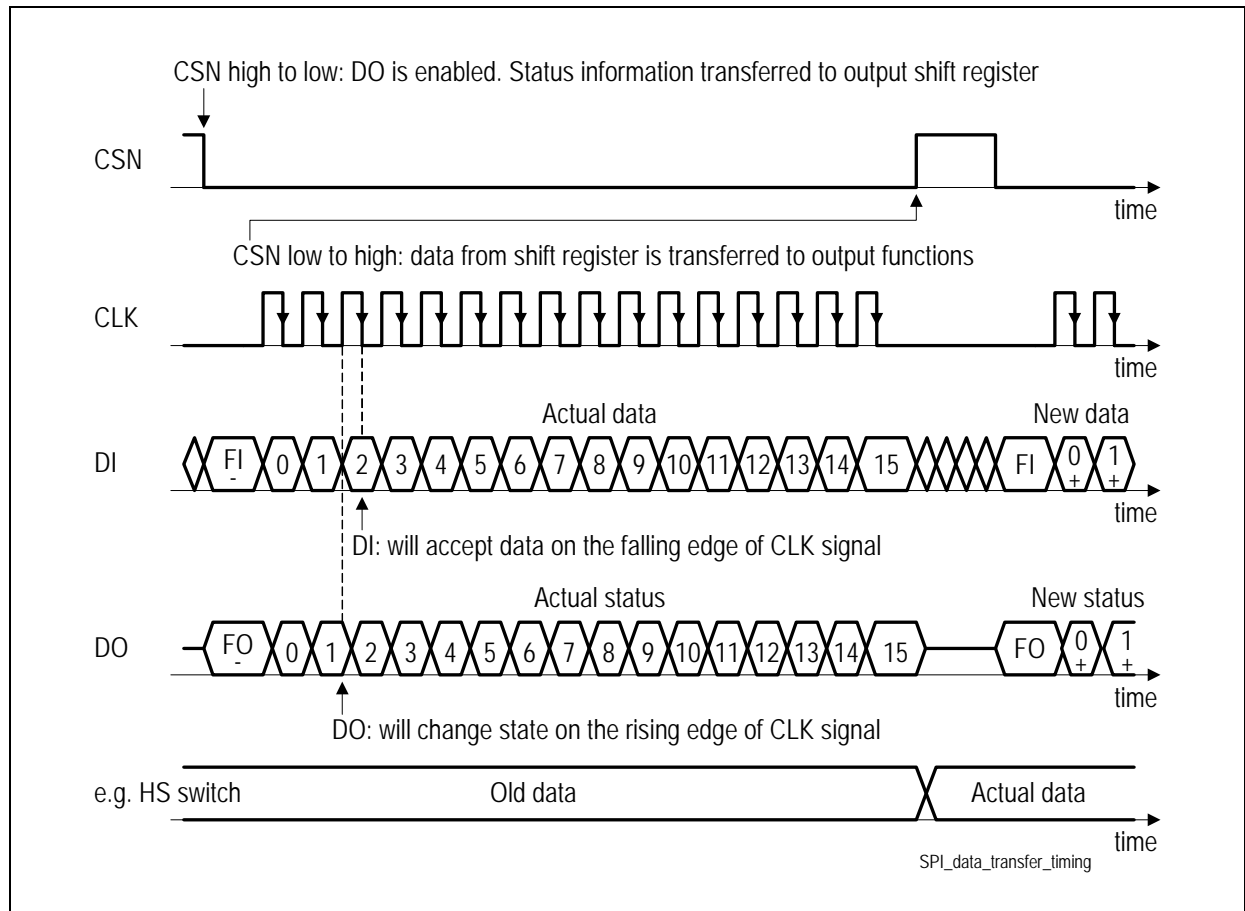 CSN high to low: DO is enabled. Status information transferred to output shift register
CSN
time
CSN low to high: data from shift register is transferred to output functions
CLK
time
Actual data
New data
DI
FI
-
0 1 2 3 4 5 6 7 8 9 10 11 12 13 14 15
FI
0
+
1
+
time
DI: will accept data on the falling edge of CLK signal
Actual status
New status
DO
FO
-
0 1 2 3 4 5 6 7 8 9 10 11 12 13 14 15
FO
0
+
1
+
time
DO: will change state on the rising edge of CLK signal
e.g. HS switch
Old data
Actual data
time
SPI_data_transfer_timing